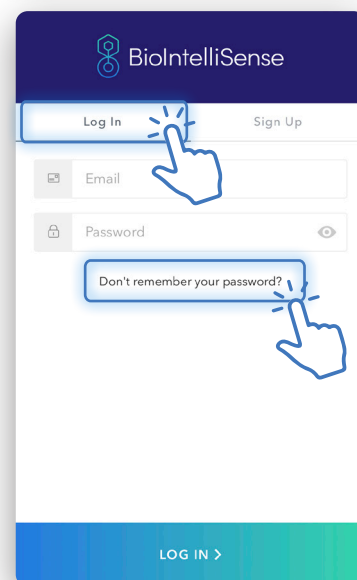 BioIntelliSense
Log In Sign Up
Email
Password
Don't remember your password?
LOG IN >